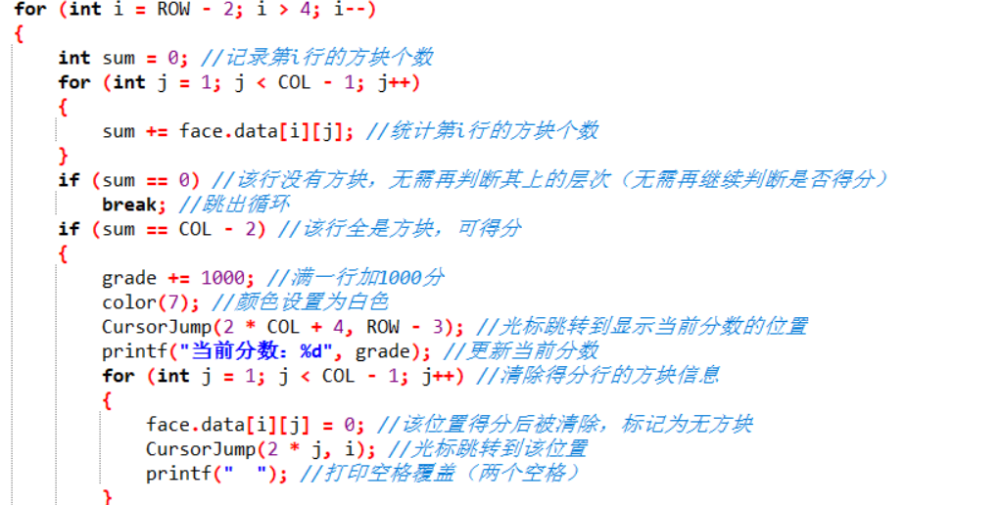 for (int i = ROW - 2; i > 4; i--)
{
int sum = 0; //记录第i行的方块个数
for (int j = 1; j < COL - 1; j++)
{
sum += face.data[i][j]; //统计第i行的方块个数
}
if (sum == 0) //该行没有方块，无需再判断其上的层次（无需再继续判断是否得分）
break; //跳出循环
if (sum == COL - 2) //该行全是方块，可得分
{
grade += 1000; //满一行加1000分
color(7); //颜色设置为白色
CursorJump(2 * COL + 4, ROW - 3); //光标跳转到显示当前分数的位置
printf("当前分数：%d", grade); //更新当前分数
for (int j = 1; j < COL - 1; j++) //清除得分行的方块信息
{
face.data[i][j] = 0; //该位置得分后被清除，标记为无方块
CursorJump(2 * j, i); //光标跳转到该位置
printf("  "); //打印空格覆盖（两个空格）
}